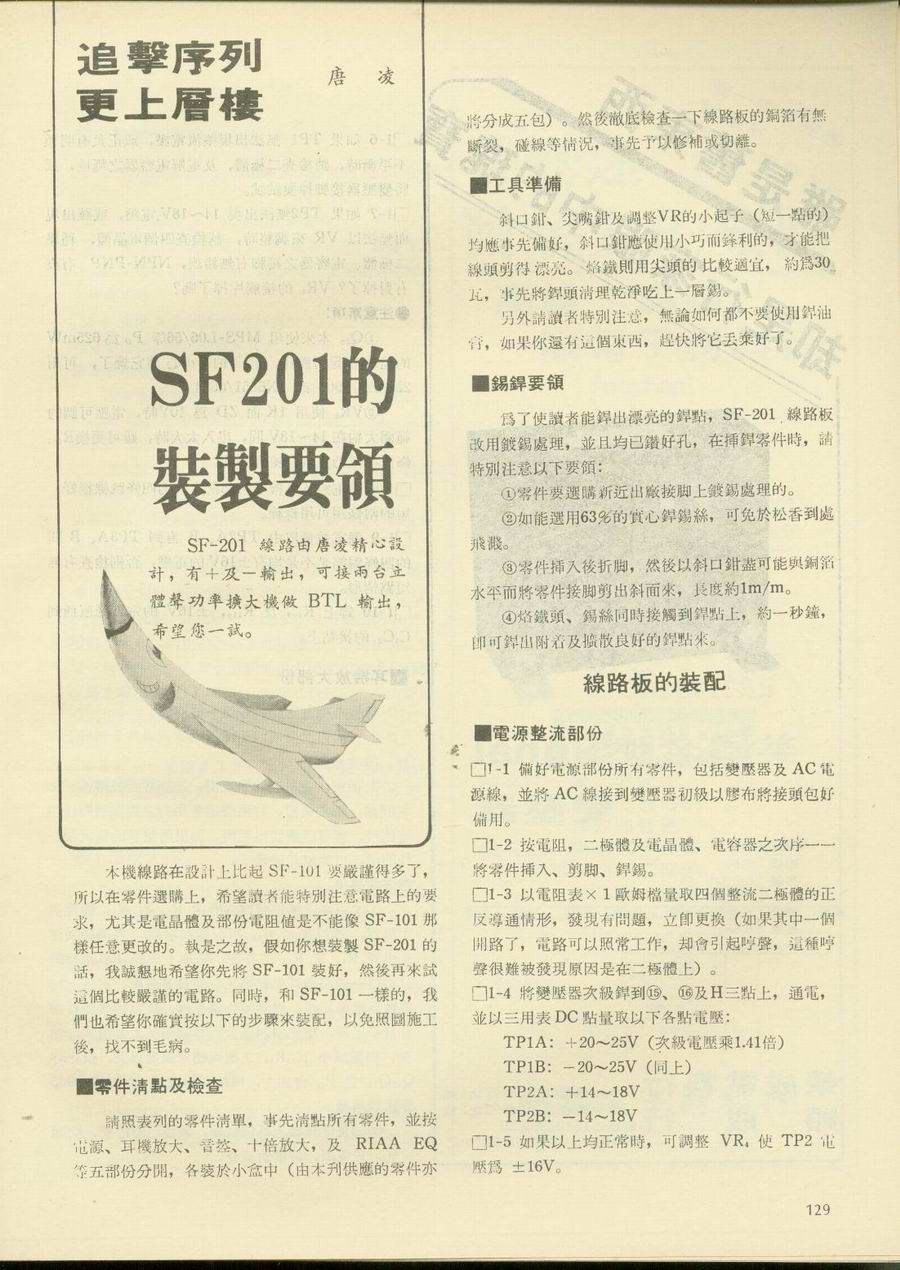 追擊序列
更上層樓
唐 凌
SF201的
裝製要領
SF-201 線路由唐凌精心設
計，有＋及－輸出，可接兩台立
體聲功率擴大機做 BTL 輸出，
希望您一試。
本機線路在設計上比起 SF-101 要嚴謹得多了，
所以在零件選購上，希望讀者能特別注意電路上的要
求，尤其是電晶體及部份電阻値是不能像 SF-101 那
樣任意更改的。執是之故，假如你想裝製 SF-201 的
話，我誠懇地希望你先將 SF-101 裝好，然後再來試
這個比較嚴謹的電路。同時，和 SF-101 一樣的，我
們也希望你確實按以下的步驟來裝配，以免照圖施工
後，找不到毛病。
■零件清點及檢查
請照表列的零件清單，事先清點所有零件，並按
電源、耳機放大、音控、十倍放大，及 RIAA EQ
等五部份分開，各裝於小盒中（由本刋供應的零件亦
將分成五包）。然後澈底檢查一下線路板的銅箔有無
斷裂，碰線等情況，事先予以修補或切離。
■工具準備
斜口鉗、尖嘴鉗及調整VR的小起子（短一點的）
均應事先備好，斜口鉗應使用小巧而鋒利的，才能把
線頭剪得漂亮。烙鐵則用尖頭的比較適宜，約爲30
瓦，事先將銲頭清理乾淨吃上一層錫。
另外請讀者特別注意，無論如何都不要使用銲油
膏，如果你還有這個東西，趕快將它丟棄好了。
■錫銲要領
爲了使讀者能銲出漂亮的銲點，SF-201 線路板
改用鍍錫處理，並且均已鑽好孔，在揷銲零件時，請
特別注意以下要領：
①零件要選購新近出廠接脚上鍍錫處理的。
②如能選用63%的實心銲錫絲，可免於松香到處
飛濺。
③零件揷入後折脚，然後以斜口鉗盡可能與銅箔
水平而將零件接脚剪出斜面來，長度約1m/m。
④烙鐵頭、錫絲同時接觸到銲點上，約一秒鐘，
卽可銲出附着及擴散良好的銲點來。
線路板的裝配
■電源整流部份
□1-1 備好電源部份所有零件，包括變壓器及 AC 電
源線，並將 AC 線接到變壓器初級以膠布將接頭包好
備用。
□1-2 按電阻，二極體及電晶體、電容器之次序一一
將零件揷入、剪脚、銲錫。
□1-3 以電阻表×1歐姆檔量取四個整流二極體的正
反導通情形，發現有問題，立卽更換（如果其中一個
開路了，電路可以照常工作，却會引起哼聲，這種哼
聲很難被發現原因是在二極體上）。
□1-4 將變壓器次級銲到⑮、⑯及H三點上，通電，
並以三用表DC點量取以下各點電壓：
TP1A：＋20～25V（次級電壓乘1.41倍）
TP1B：－20～25V（同上）
TP2A：＋14～18V
TP2B：－14～18V
□1-5 如果以上均正常時，可調整 VR₄ 使 TP2 電
壓爲 ±16V。
129